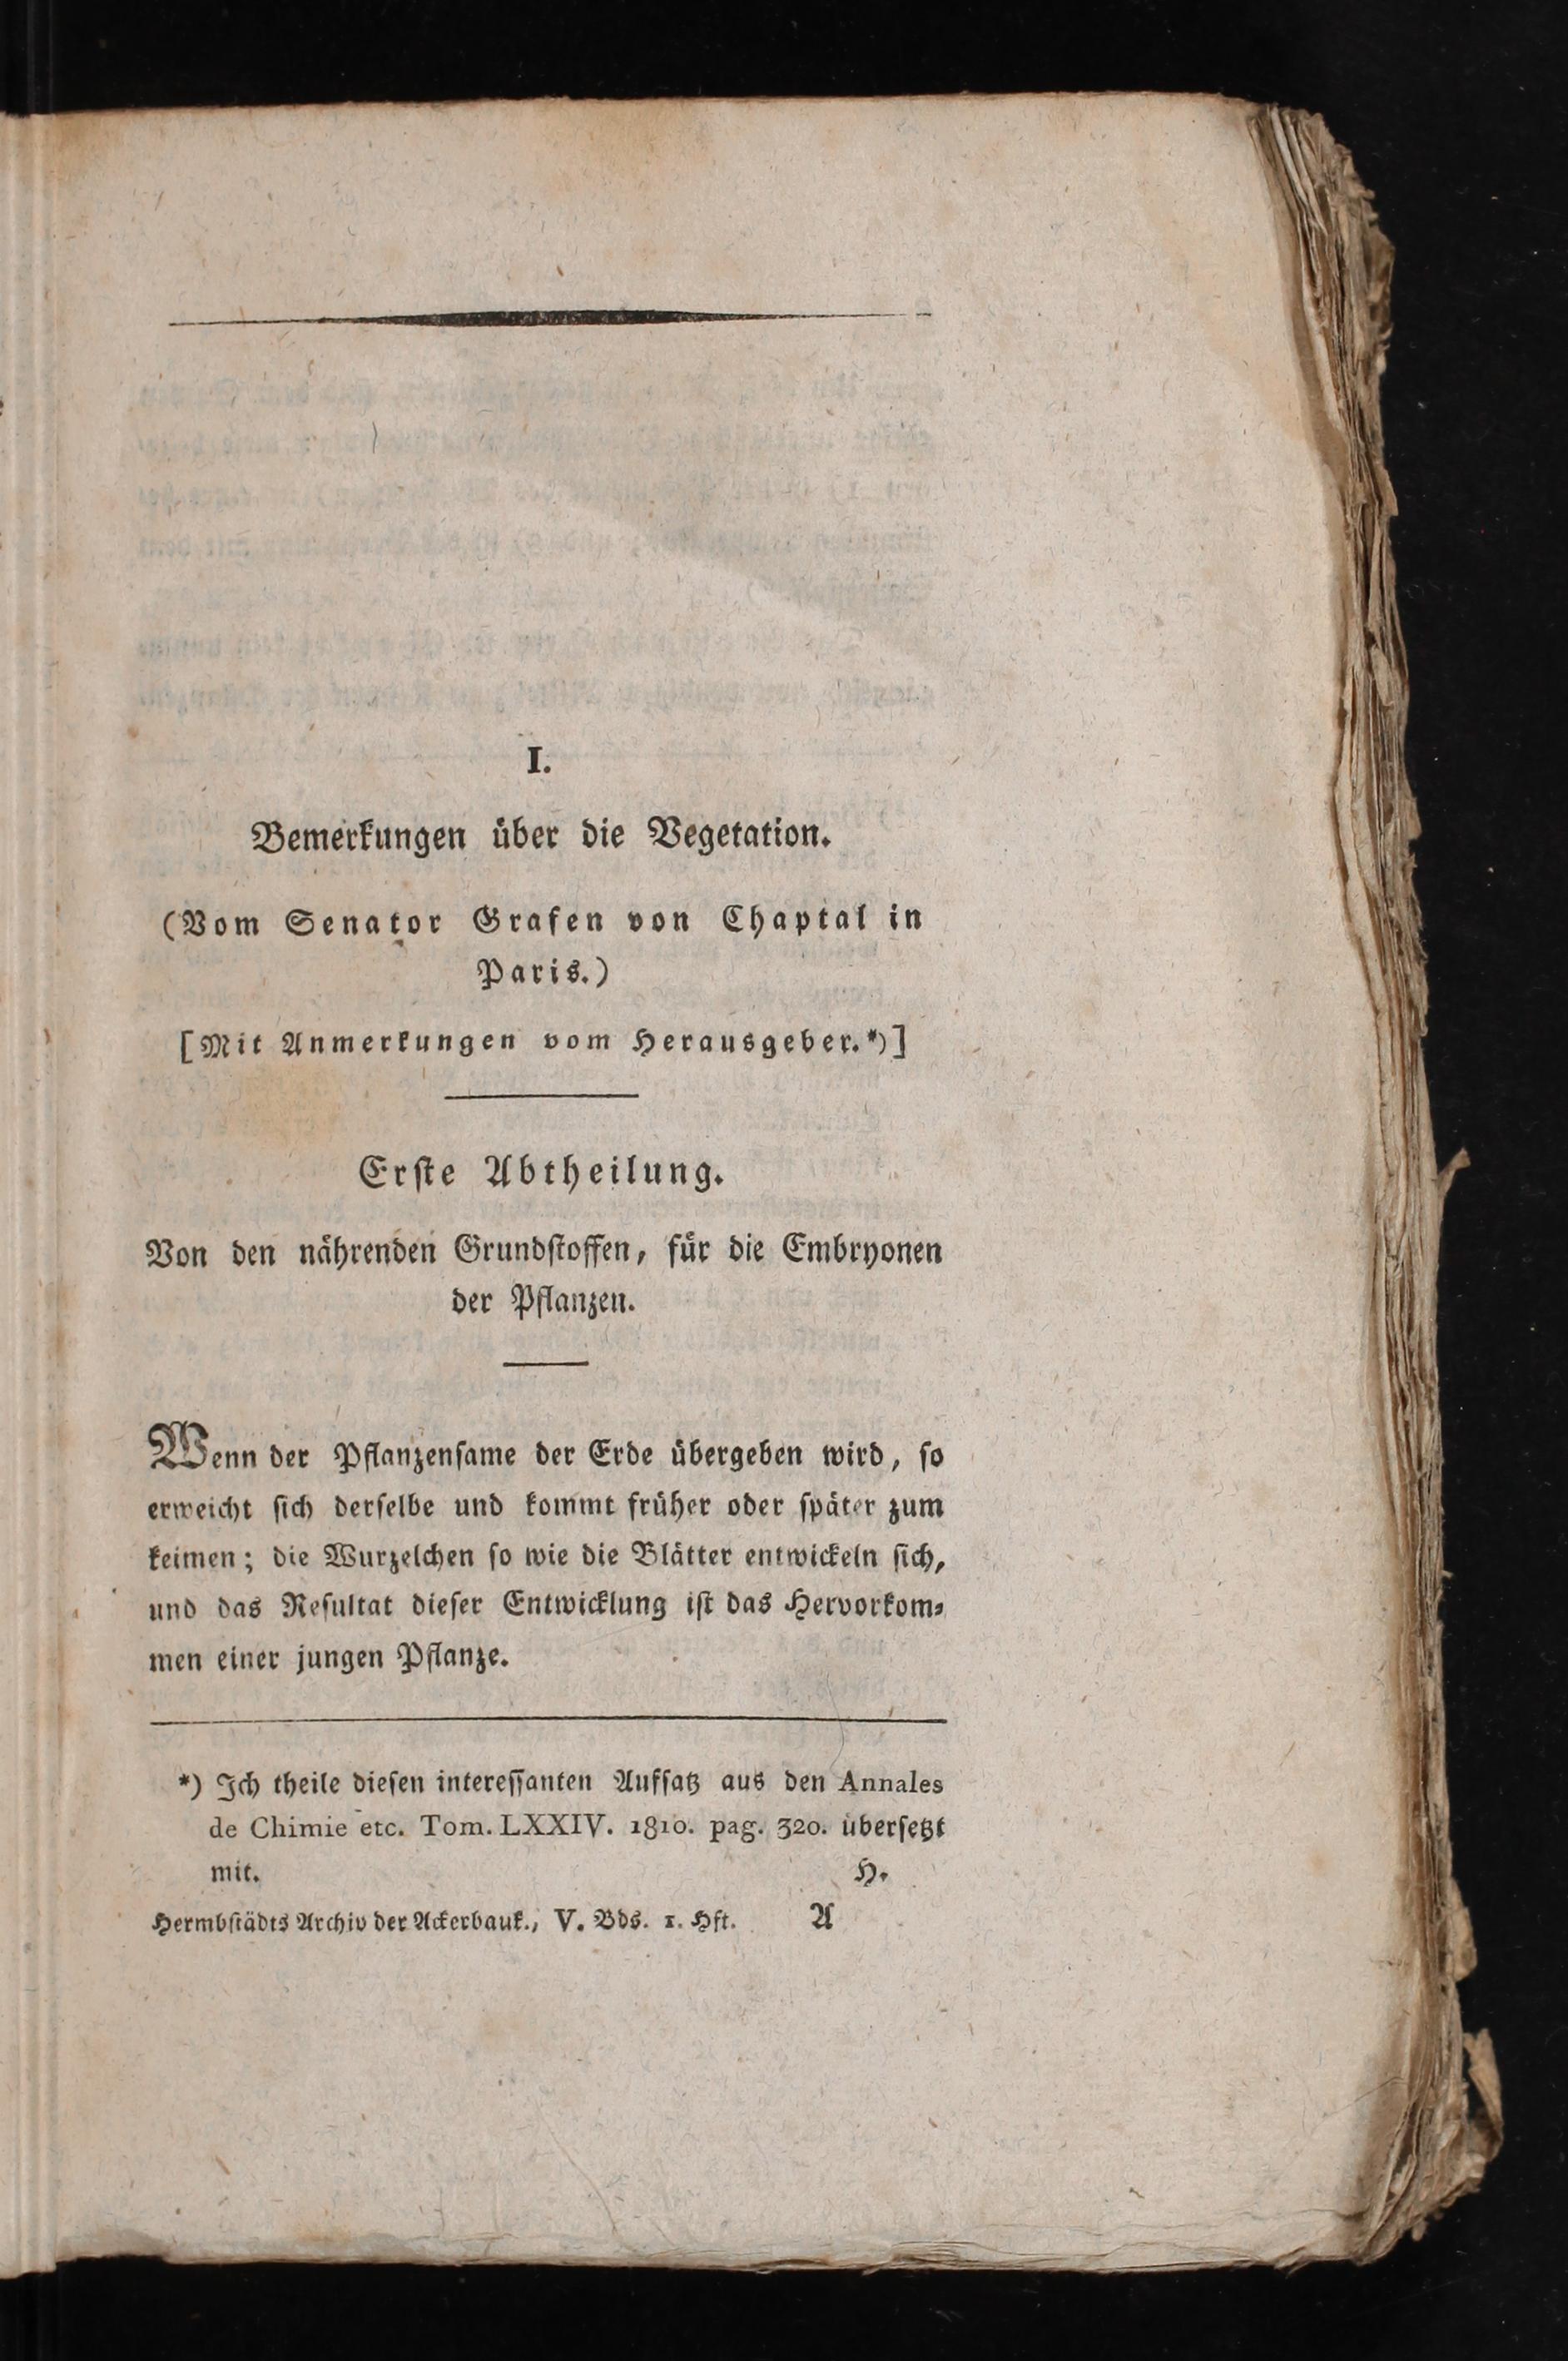 I.
Bemerkungen über die Vegetation.
(Vom Senator Grafen von Chaptal in
Paris.)
[Mit Anmerkungen vom Herausgeber.*)]
Erſte Abtheilung.
Von den nährenden Grundſtoffen, für die Embryonen
der Pflanzen.
Wenn der Pflanzenſame der Erde übergeben wird, ſo
erweicht ſich derſelbe und kommt früher oder ſpäter zum
keimen; die Wurzelchen ſo wie die Blätter entwickeln ſich,
und das Reſultat dieſer Entwicklung iſt das Hervorkom⸗
men einer jungen Pflanze.
*) Ich theile dieſen intereſſanten Aufſatz aus den Annales
de Chimie etc. Tom. LXXIV. 1810. pag. 320. überſetzt
mit. H.
Hermbſtädts Archiv der Ackerbauk., V. Bds. 1. Hft. A